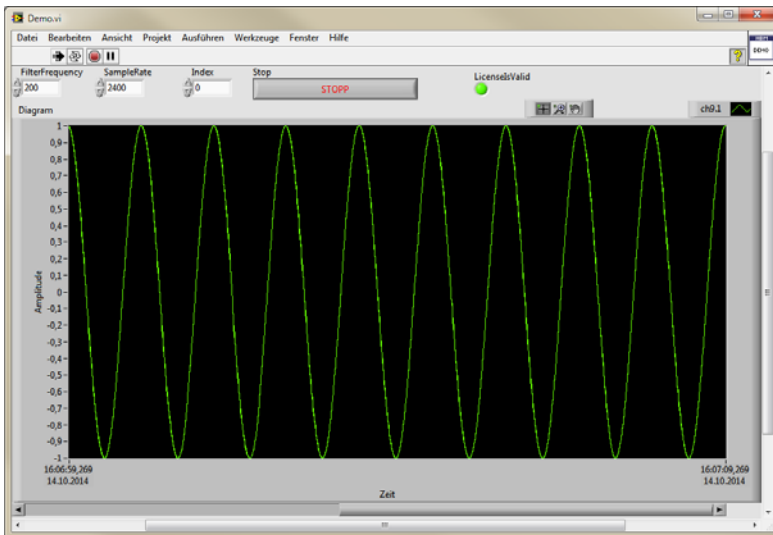 Demo.vi
Datei Bearbeiten Ansicht Projekt Ausführen Werkzeuge Fenster Hilfe
HBM
DEMO
FilterFrequency SampleRate Index Stop LicenseIsValid
200 2400 0 STOPP
Diagram ch9.1
1
0,9
0,8
0,7
0,6
0,5
0,4
0,3
0,2
0,1
0
-0,1
-0,2
-0,3
-0,4
-0,5
-0,6
-0,7
-0,8
-0,9
-1
Amplitude
16:06:59,269 16:07:09,269
14.10.2014 14.10.2014
Zeit